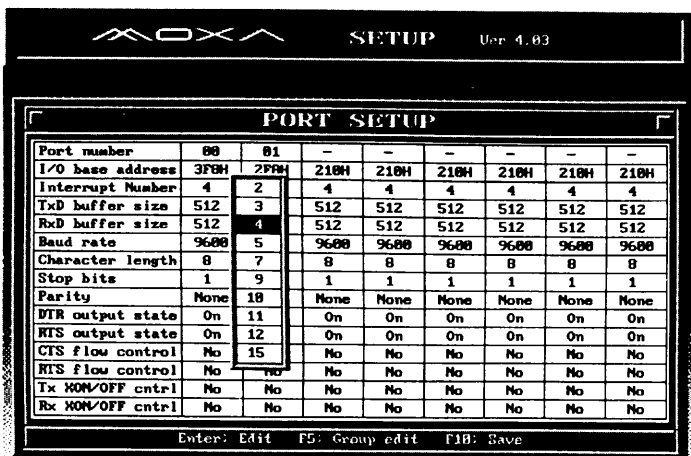 MOXA SETUP Ver 4.03
PORT SETUP
Port number 00 01 – – – – – –
I/O base address 3F8H 2FAH 210H 210H 210H 210H 210H 210H
Interrupt Number 4 2 4 4 4 4 4 4
TxD buffer size 512 3 512 512 512 512 512 512
RxD buffer size 512 4 512 512 512 512 512 512
Baud rate 9600 5 9600 9600 9600 9600 9600 9600
Character length 8 7 8 8 8 8 8 8
Stop bits 1 9 1 1 1 1 1 1
Parity None 10 None None None None None None
DTR output state On 11 On On On On On On
RTS output state On 12 On On On On On On
CTS flow control No 15 No No No No No No
RTS flow control No No No No No No No No
Tx XON/OFF cntrl No No No No No No No No
Rx XON/OFF cntrl No No No No No No No No
Enter: Edit F5: Group edit F10: Save